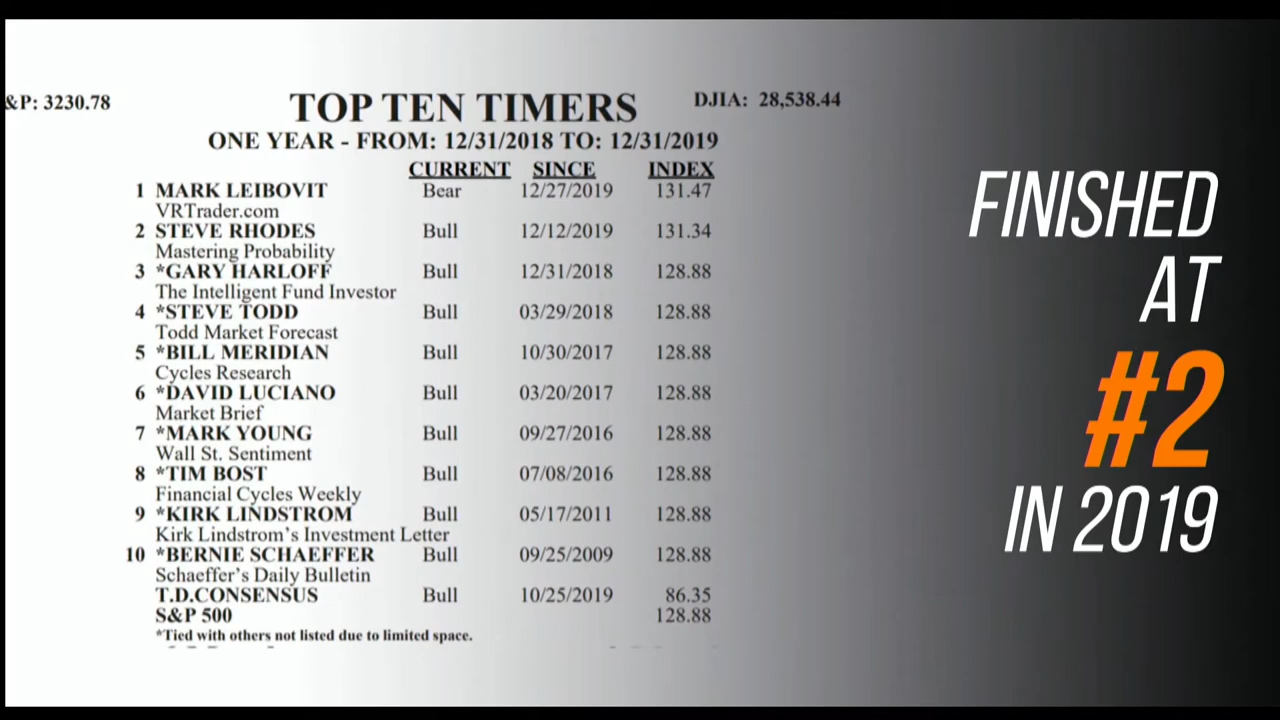 &P: 3230.78
TOP TEN TIMERS
DJIA: 28,538.44
ONE YEAR - FROM: 12/31/2018 TO: 12/31/2019
CURRENT SINCE INDEX
1 MARK LEIBOVIT Bear 12/27/2019 131.47
VRTrader.com
2 STEVE RHODES Bull 12/12/2019 131.34
Mastering Probability
3 *GARY HARLOFF Bull 12/31/2018 128.88
The Intelligent Fund Investor
4 *STEVE TODD Bull 03/29/2018 128.88
Todd Market Forecast
5 *BILL MERIDIAN Bull 10/30/2017 128.88
Cycles Research
6 *DAVID LUCIANO Bull 03/20/2017 128.88
Market Brief
7 *MARK YOUNG Bull 09/27/2016 128.88
Wall St. Sentiment
8 *TIM BOST Bull 07/08/2016 128.88
Financial Cycles Weekly
9 *KIRK LINDSTROM Bull 05/17/2011 128.88
Kirk Lindstrom's Investment Letter
10 *BERNIE SCHAEFFER Bull 09/25/2009 128.88
Schaeffer's Daily Bulletin
T.D.CONSENSUS Bull 10/25/2019 86.35
S&P 500 128.88
*Tied with others not listed due to limited space.
FINISHED
AT
#2
IN 2019